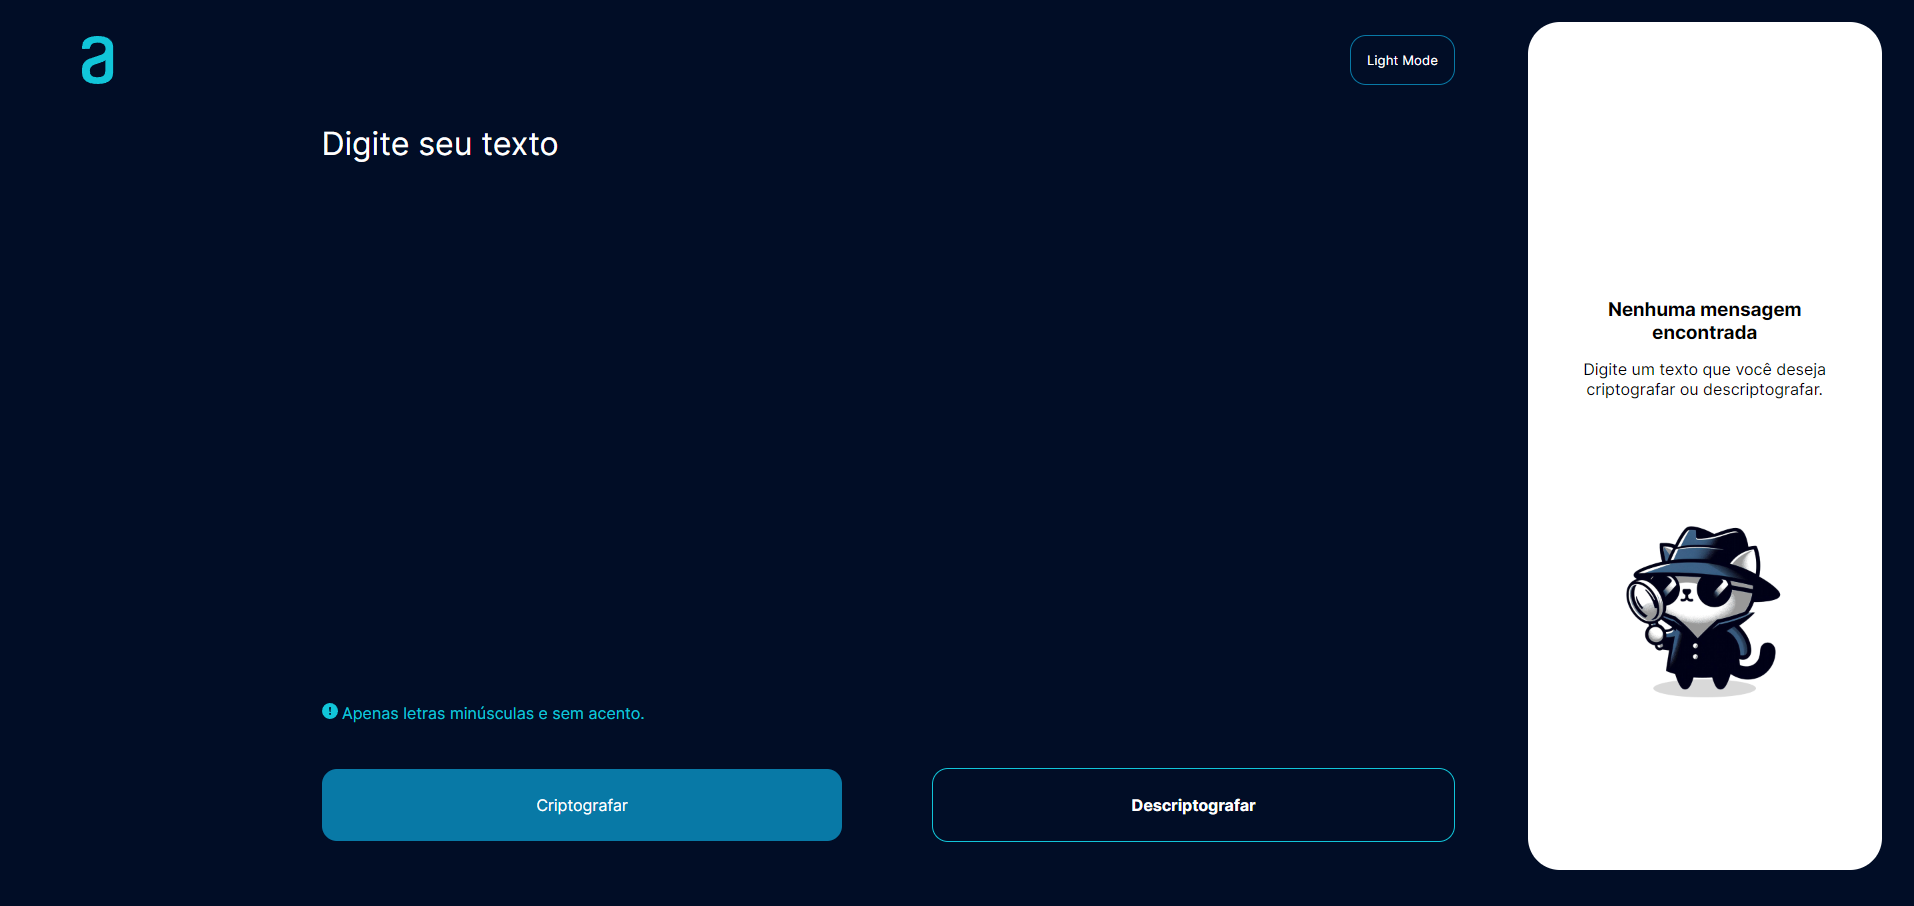 a
Light Mode
Digite seu texto
Apenas letras minúsculas e sem acento.
Criptografar
Descriptografar
Nenhuma mensagem
encontrada
Digite um texto que você deseja
criptografar ou descriptografar.